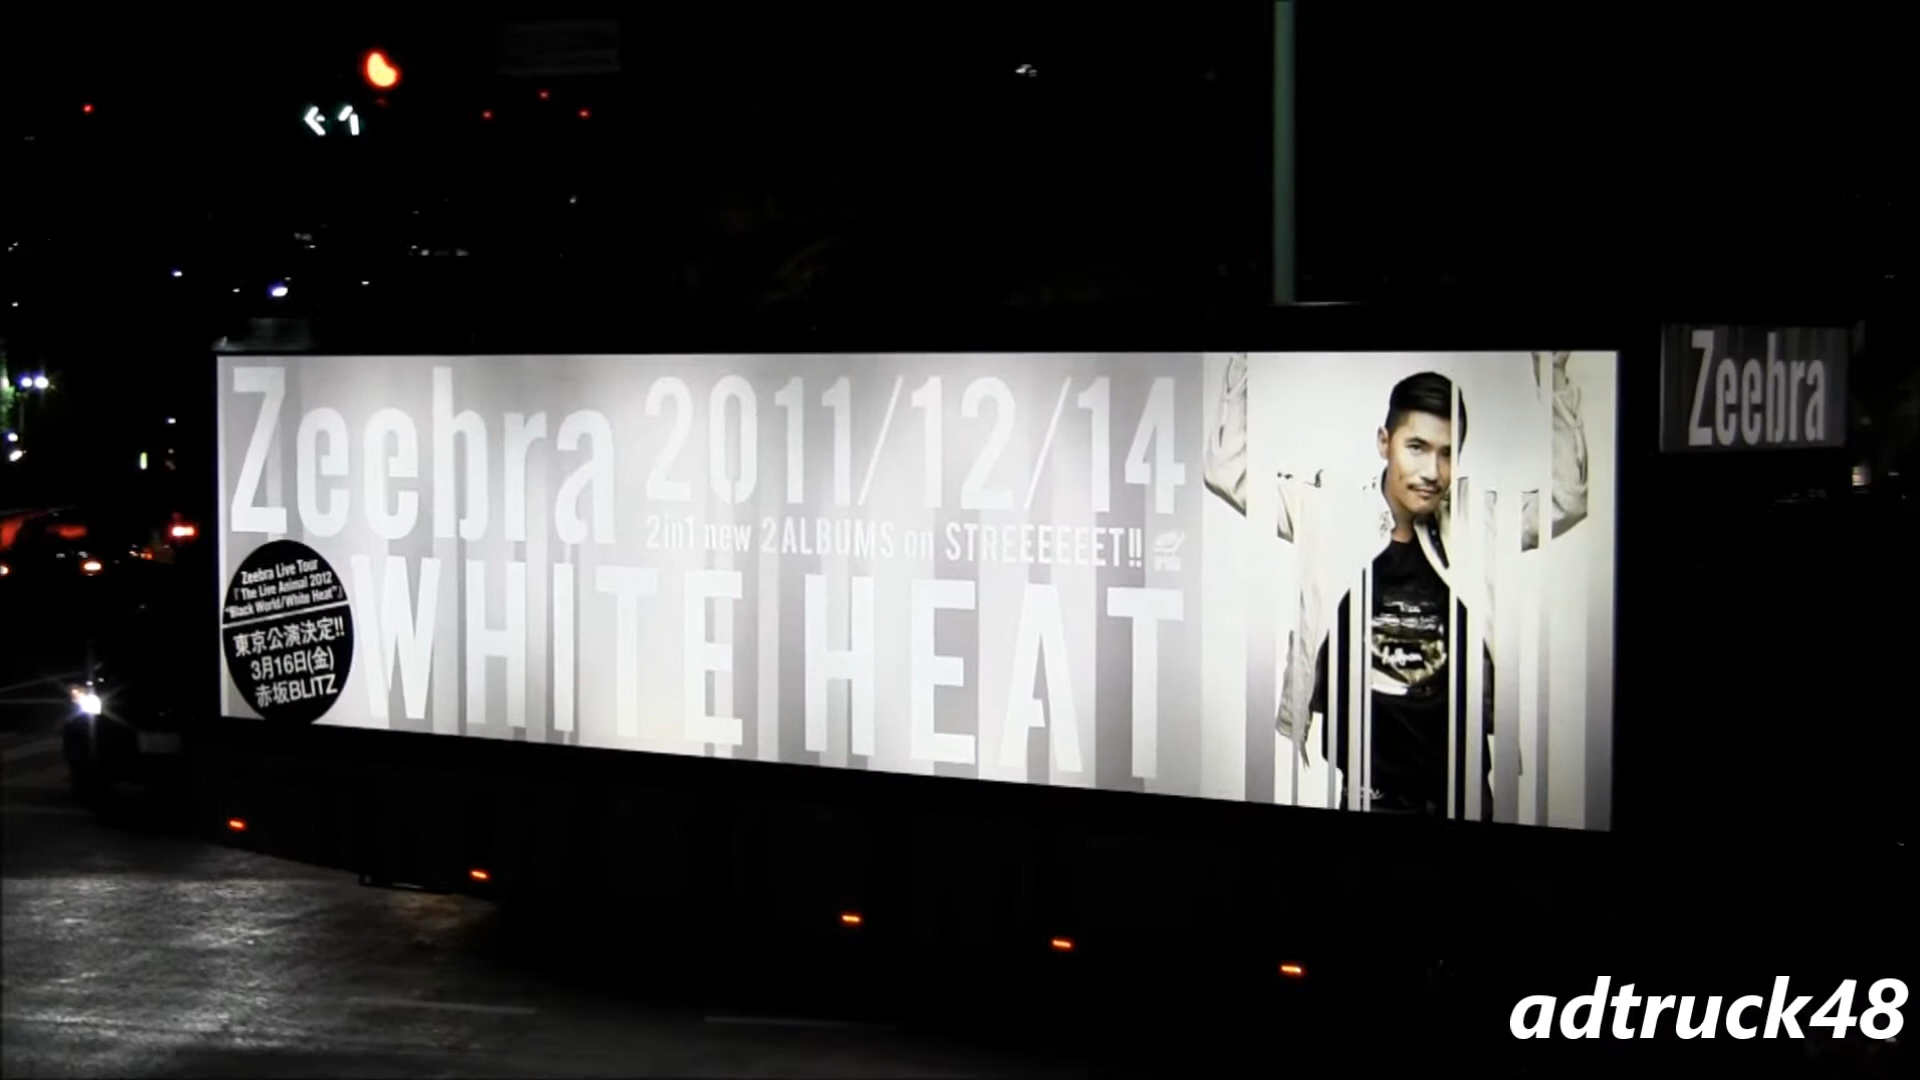 Zeebra
2011/12/14
2in1 new 2ALBUMS on STREEEEEET!!
WHITE HEAT
Zeebra Live Tour
『The Live Animal 2012
"Black World/White Heat"』
東京公演決定!!
3月16日(金)
赤坂BLITZ
Zeebra
adtruck48